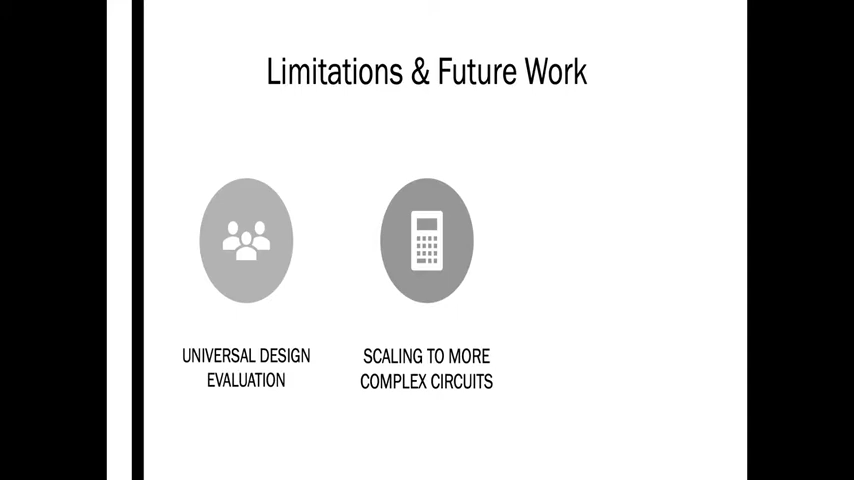 Limitations & Future Work
UNIVERSAL DESIGN
EVALUATION
SCALING TO MORE
COMPLEX CIRCUITS